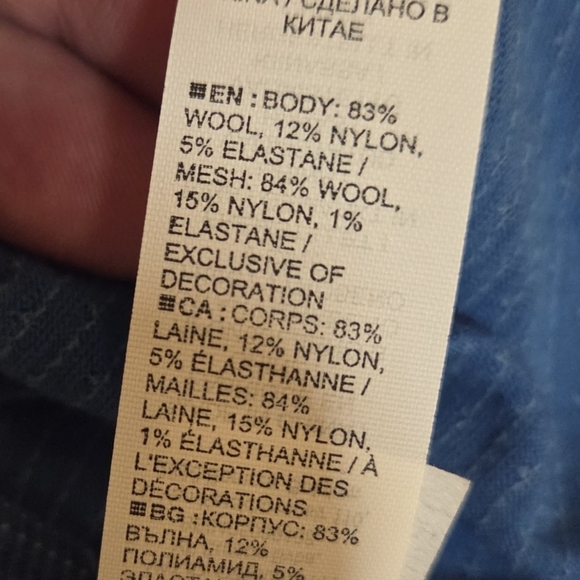 СДЕЛАНО В
КИТАЕ
EN : BODY: 83%
WOOL, 12% NYLON,
5% ELASTANE /
MESH: 84% WOOL,
15% NYLON, 1%
ELASTANE /
EXCLUSIVE OF
DECORATION
CA : CORPS: 83%
LAINE, 12% NYLON,
5% ÉLASTHANNE /
MAILLES: 84%
LAINE, 15% NYLON,
1% ÉLASTHANNE / À
L'EXCEPTION DES
DÉCORATIONS
BG : КОРПУС: 83%
ВЪЛНА, 12%
ПОЛИАМИД, 5%